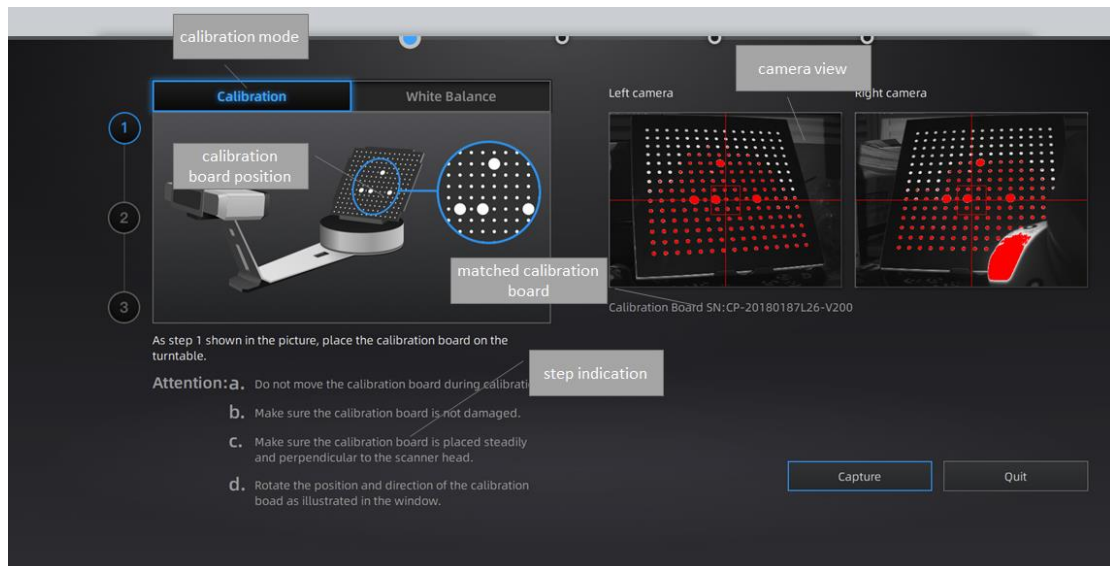 calibration mode
camera view
Calibration
White Balance
Left camera
Right camera
1
calibration
board position
2
matched calibration
board
3
Calibration Board SN:CP-20180187L26-V200
As step 1 shown in the picture, place the calibration board on the
turntable.
step indication
Attention:a. Do not move the calibration board during calibrati
b. Make sure the calibration board is not damaged.
c. Make sure the calibration board is placed steadily
and perpendicular to the scanner head.
d. Rotate the position and direction of the calibration
boad as illustrated in the window.
Capture
Quit